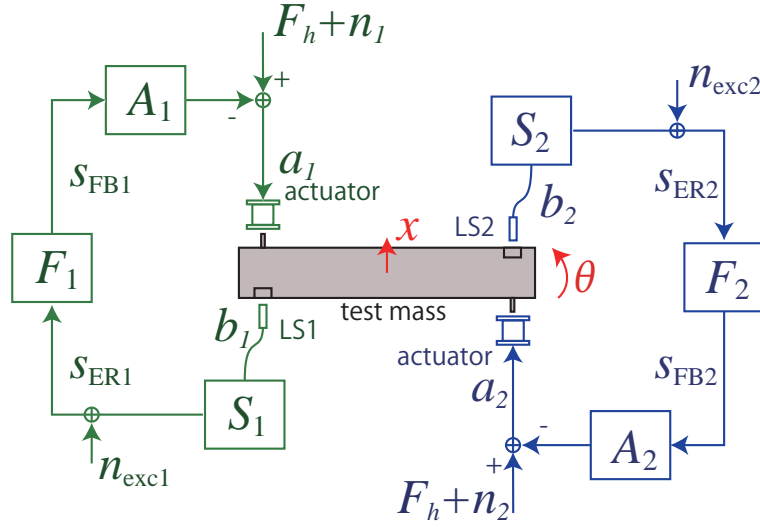 F_h+n_1
A_1
+
-
n_exc2
S_2
s_FB1
a_1
actuator
b_2
s_ER2
LS2
x
F_1
θ
F_2
test mass
b_1
LS1
actuator
s_ER1
a_2
s_FB2
S_1
-
A_2
+
n_exc1
F_h+n_2